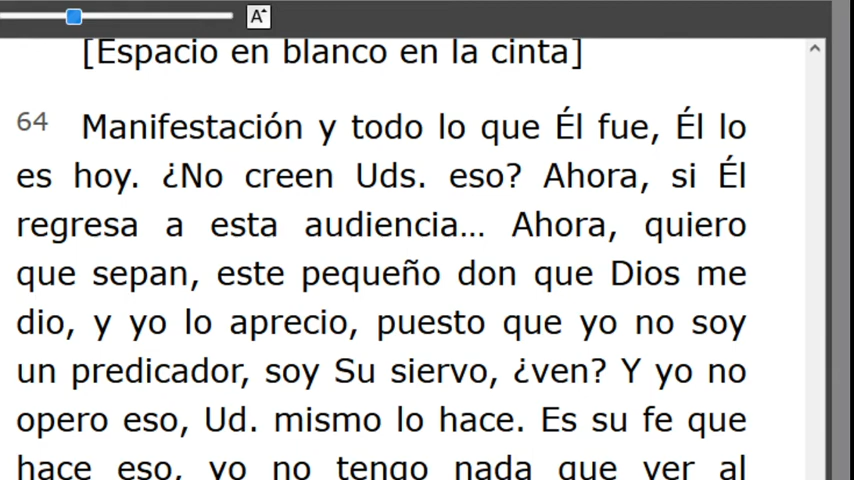 A
[Espacio en blanco en la cinta]
64 Manifestación y todo lo que Él fue, Él lo
es hoy. ¿No creen Uds. eso? Ahora, si Él
regresa a esta audiencia… Ahora, quiero
que sepan, este pequeño don que Dios me
dio, y yo lo aprecio, puesto que yo no soy
un predicador, soy Su siervo, ¿ven? Y yo no
opero eso, Ud. mismo lo hace. Es su fe que
hace eso, yo no tengo nada que ver al